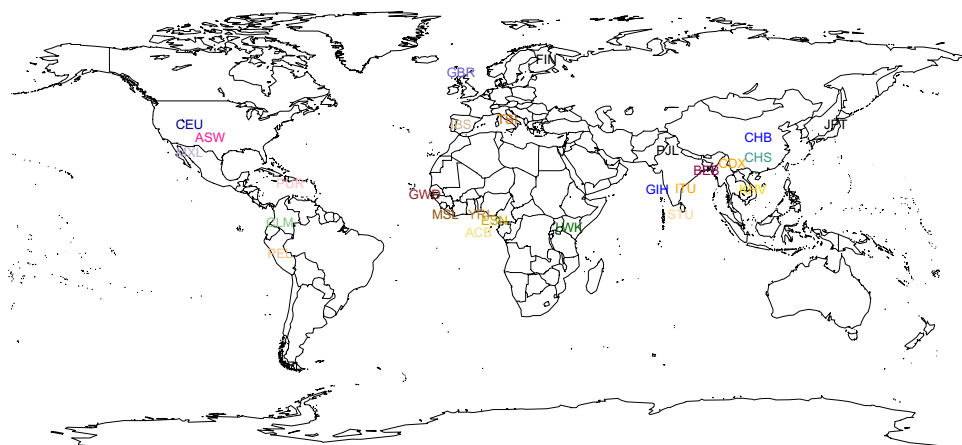 FIN
GBR
CEU
ASW
MXL
IBS
TSI
PJL
JPT
CHB
CHS
CDX
BEB
PUR
GWD
GIH
ITU
KHV
MSL
YRI
ESN
STU
CLM
ACB
LWK
PEL